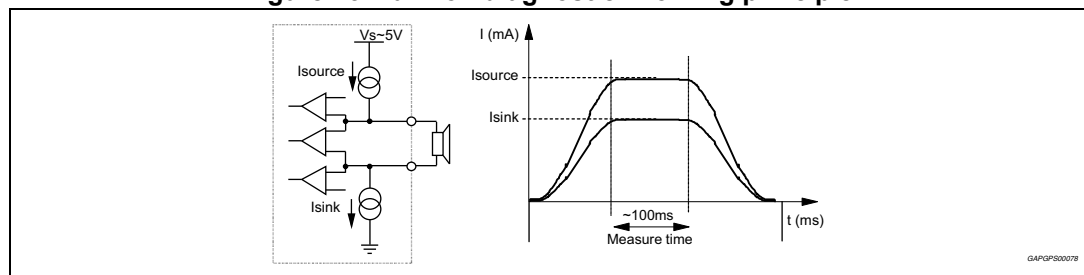 Vs~5V
Isource
Isink
I (mA)
Isource
Isink
~100ms
Measure time
t (ms)
GAPGPS00078